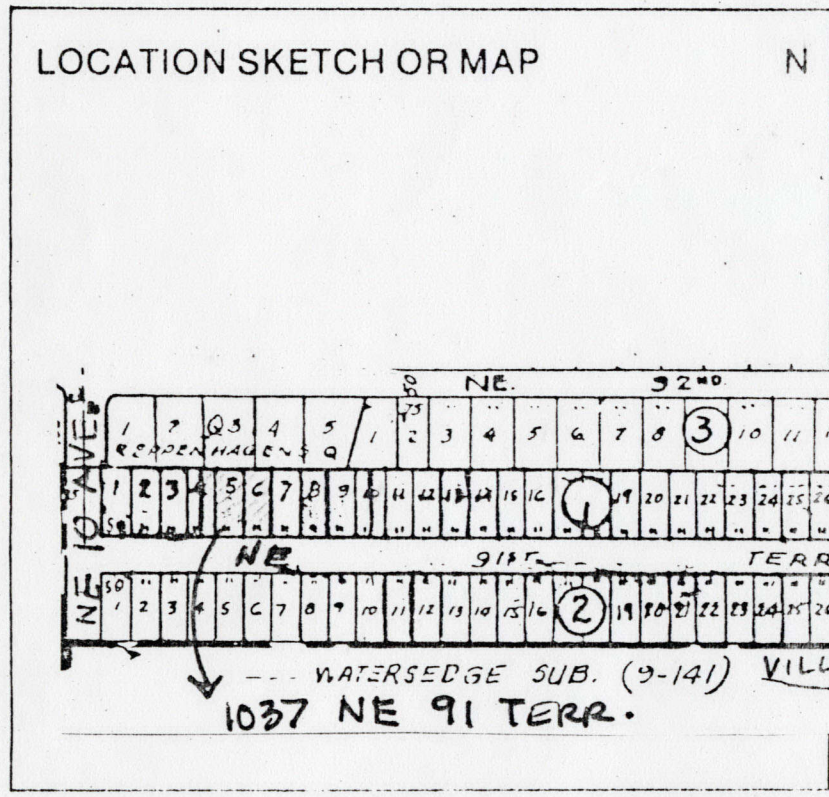 LOCATION SKETCH OR MAP N
50 NE. 92ND
NE 10 AVE.
1 2 Q3 4 5 1 2 3 4 5 6 7 8 3 10 11
REPPENHAGENS
1 2 3 4 5 6 7 8 9 10 11 12 13 14 15 16 1 19 20 21 22 23 24 25 26
50
NE 91ST TERR
50
1 2 3 4 5 6 7 8 9 10 11 12 13 14 15 16 2 19 20 21 22 23 24 25 26
--- WATERSEDGE SUB. (9-141) VILL
1037 NE 91 TERR.